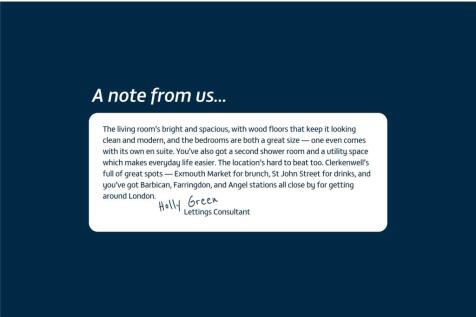 A note from us...
The living room's bright and spacious, with wood floors that keep it looking
clean and modern, and the bedrooms are both a great size — one even comes
with its own en suite. You've also got a second shower room and a utility space
which makes everyday life easier. The location's hard to beat too. Clerkenwell's
full of great spots — Exmouth Market for brunch, St John Street for drinks, and
you've got Barbican, Farringdon, and Angel stations all close by for getting
around London.
Holly Green
Lettings Consultant